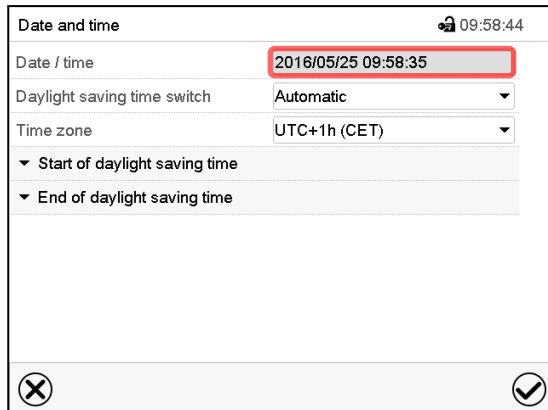 Date and time 09:58:44
Date / time 2016/05/25 09:58:35
Daylight saving time switch Automatic
Time zone UTC+1h (CET)
Start of daylight saving time
End of daylight saving time